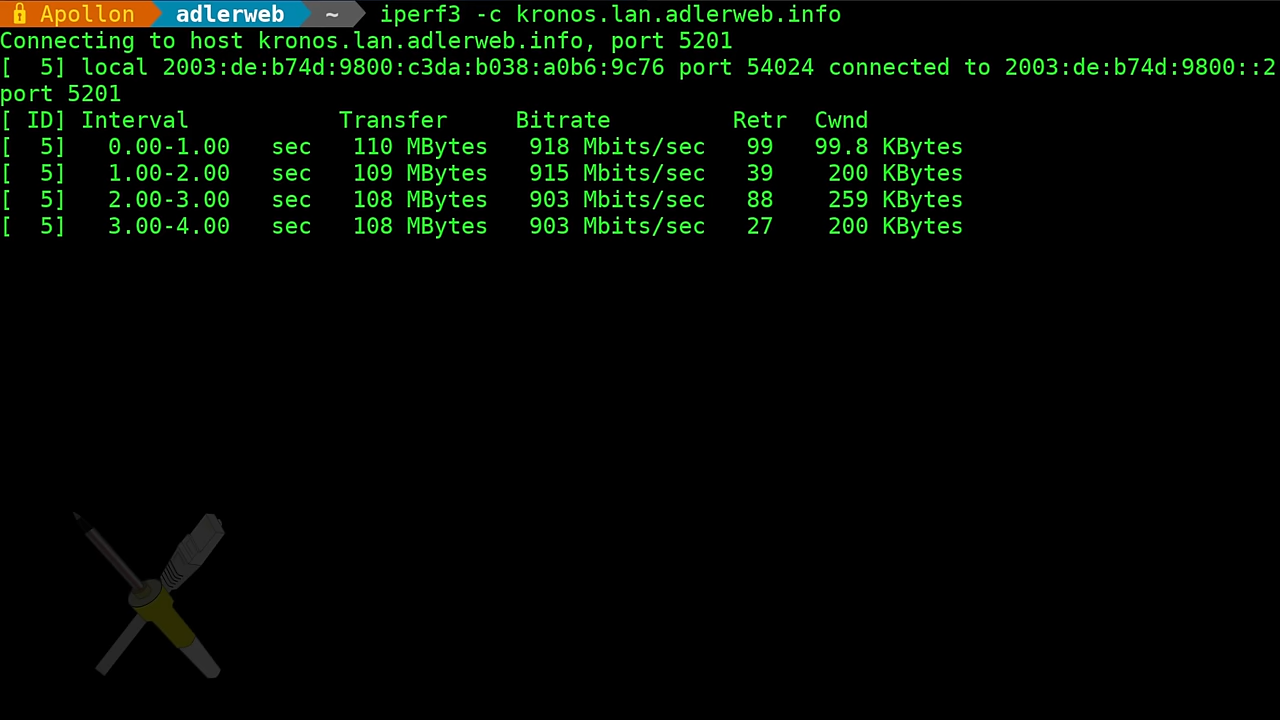 Apollon adlerweb ~ iperf3 -c kronos.lan.adlerweb.info
Connecting to host kronos.lan.adlerweb.info, port 5201
[  5] local 2003:de:b74d:9800:c3da:b038:a0b6:9c76 port 54024 connected to 2003:de:b74d:9800::2
port 5201
[ ID] Interval           Transfer     Bitrate         Retr  Cwnd
[  5]   0.00-1.00   sec   110 MBytes   918 Mbits/sec   99   99.8 KBytes
[  5]   1.00-2.00   sec   109 MBytes   915 Mbits/sec   39    200 KBytes
[  5]   2.00-3.00   sec   108 MBytes   903 Mbits/sec   88    259 KBytes
[  5]   3.00-4.00   sec   108 MBytes   903 Mbits/sec   27    200 KBytes